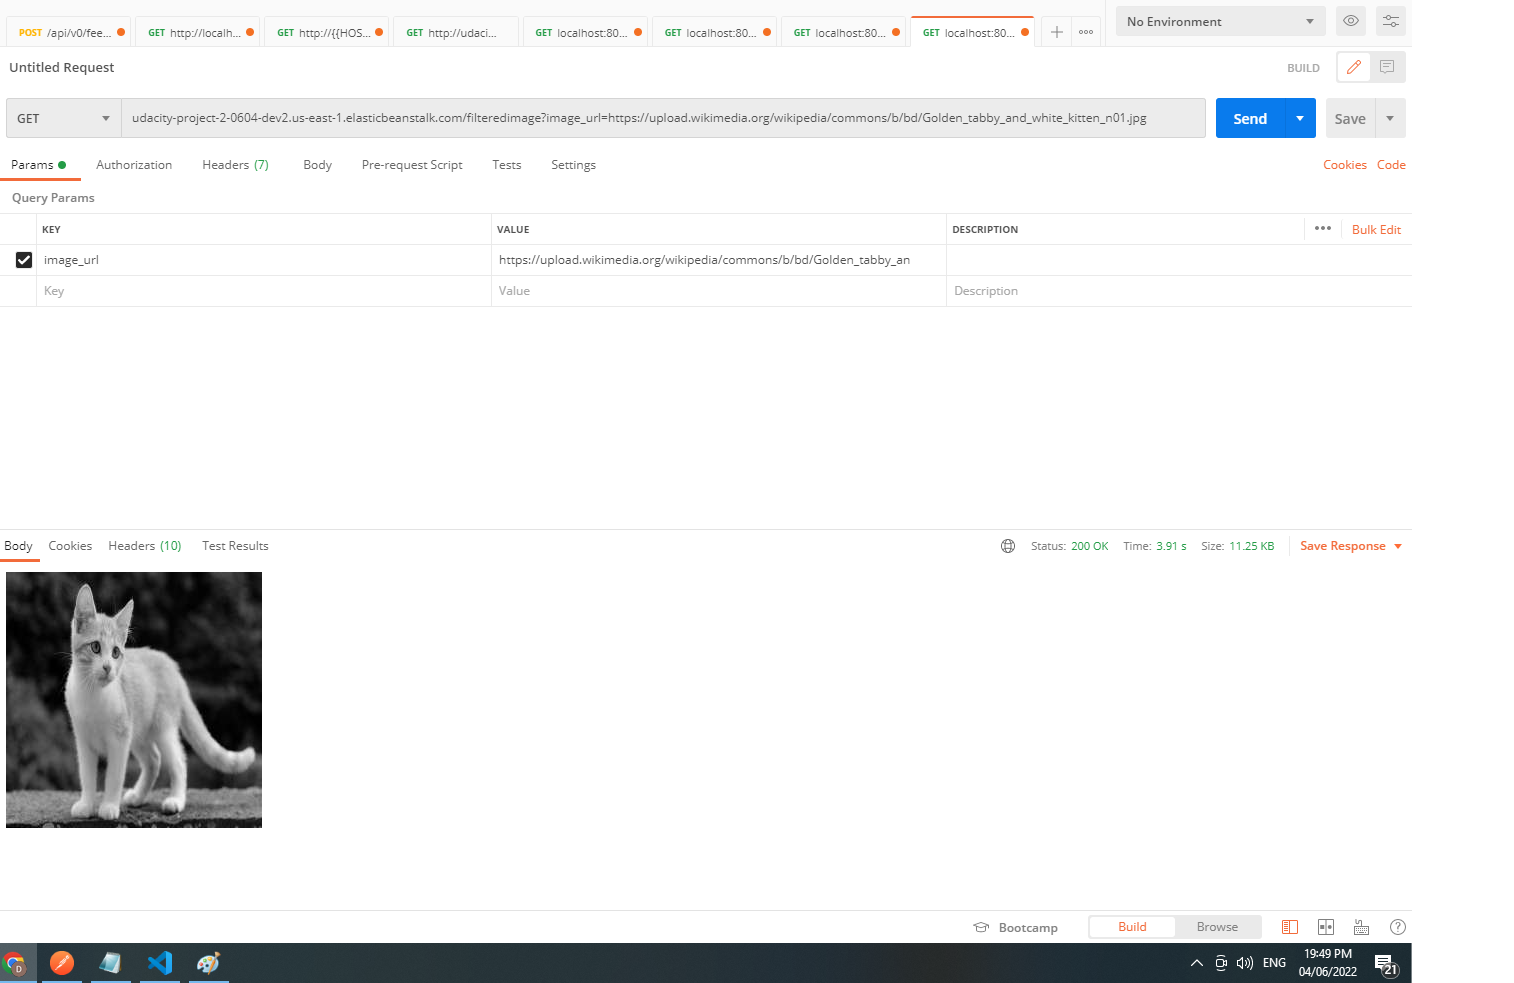 POST /api/v0/fee... GET http://localh... GET http://{{HOS... GET http://udaci... GET localhost:80... GET localhost:80... GET localhost:80... GET localhost:80... No Environment
Untitled Request BUILD
GET udacity-project-2-0604-dev2.us-east-1.elasticbeanstalk.com/filteredimage?image_url=https://upload.wikimedia.org/wikipedia/commons/b/bd/Golden_tabby_and_white_kitten_n01.jpg Send Save
Params Authorization Headers (7) Body Pre-request Script Tests Settings Cookies Code
Query Params
KEY VALUE DESCRIPTION Bulk Edit
image_url https://upload.wikimedia.org/wikipedia/commons/b/bd/Golden_tabby_an
Key Value Description
Body Cookies Headers (10) Test Results Status: 200 OK Time: 3.91 s Size: 11.25 KB Save Response
Bootcamp Build Browse
D ENG 19:49 PM
04/06/2022 21